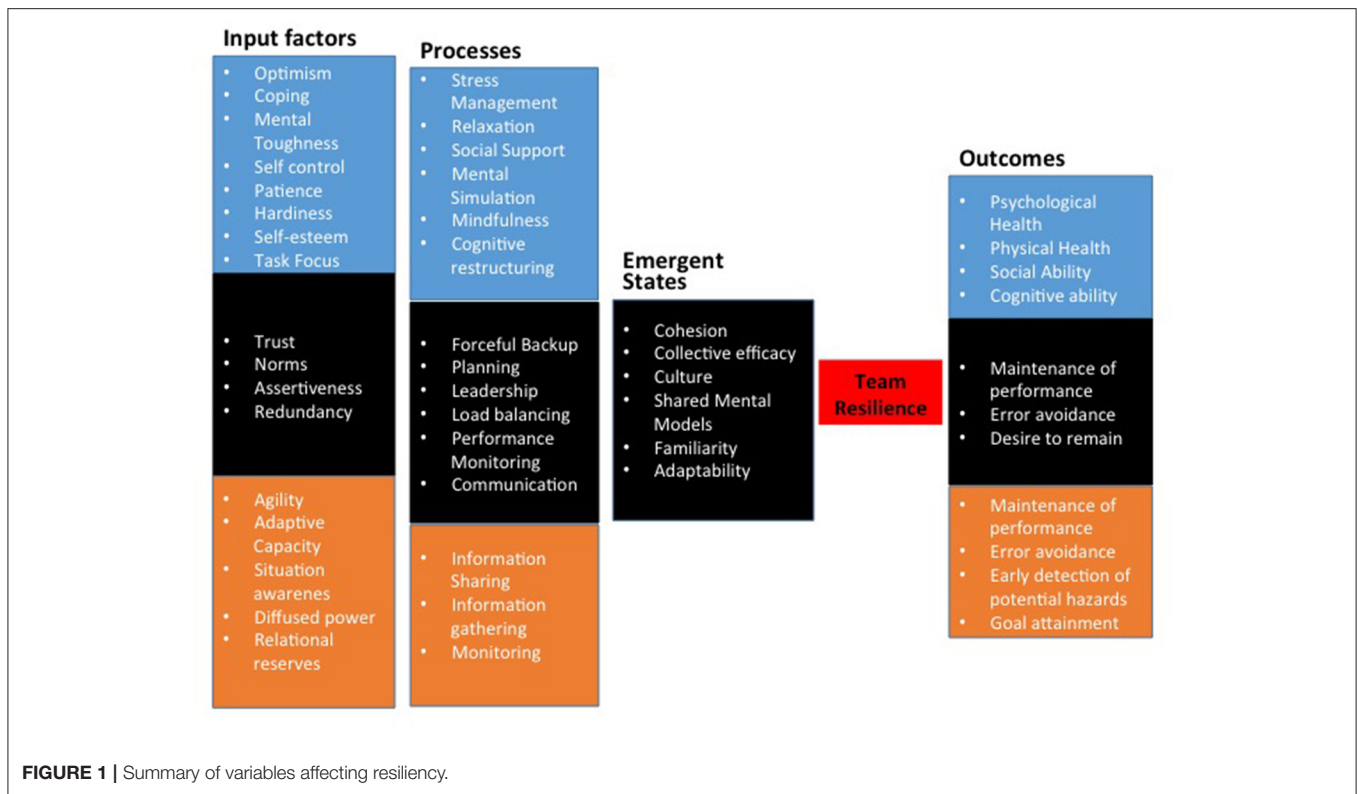 Input factors
• Optimism
• Coping
• Mental
Toughness
• Self control
• Patience
• Hardiness
• Self-esteem
• Task Focus
• Trust
• Norms
• Assertiveness
• Redundancy
• Agility
• Adaptive
Capacity
• Situation
awarenes
• Diffused power
• Relational
reserves
Processes
• Stress
Management
• Relaxation
• Social Support
• Mental
Simulation
• Mindfulness
• Cognitive
restructuring
• Forceful Backup
• Planning
• Leadership
• Load balancing
• Performance
Monitoring
• Communication
• Information
Sharing
• Information
gathering
• Monitoring
Emergent
States
• Cohesion
• Collective efficacy
• Culture
• Shared Mental
Models
• Familiarity
• Adaptability
Team
Resilience
Outcomes
• Psychological
Health
• Physical Health
• Social Ability
• Cognitive ability
• Maintenance of
performance
• Error avoidance
• Desire to remain
• Maintenance of
performance
• Error avoidance
• Early detection of
potential hazards
• Goal attainment
FIGURE 1 | Summary of variables affecting resiliency.